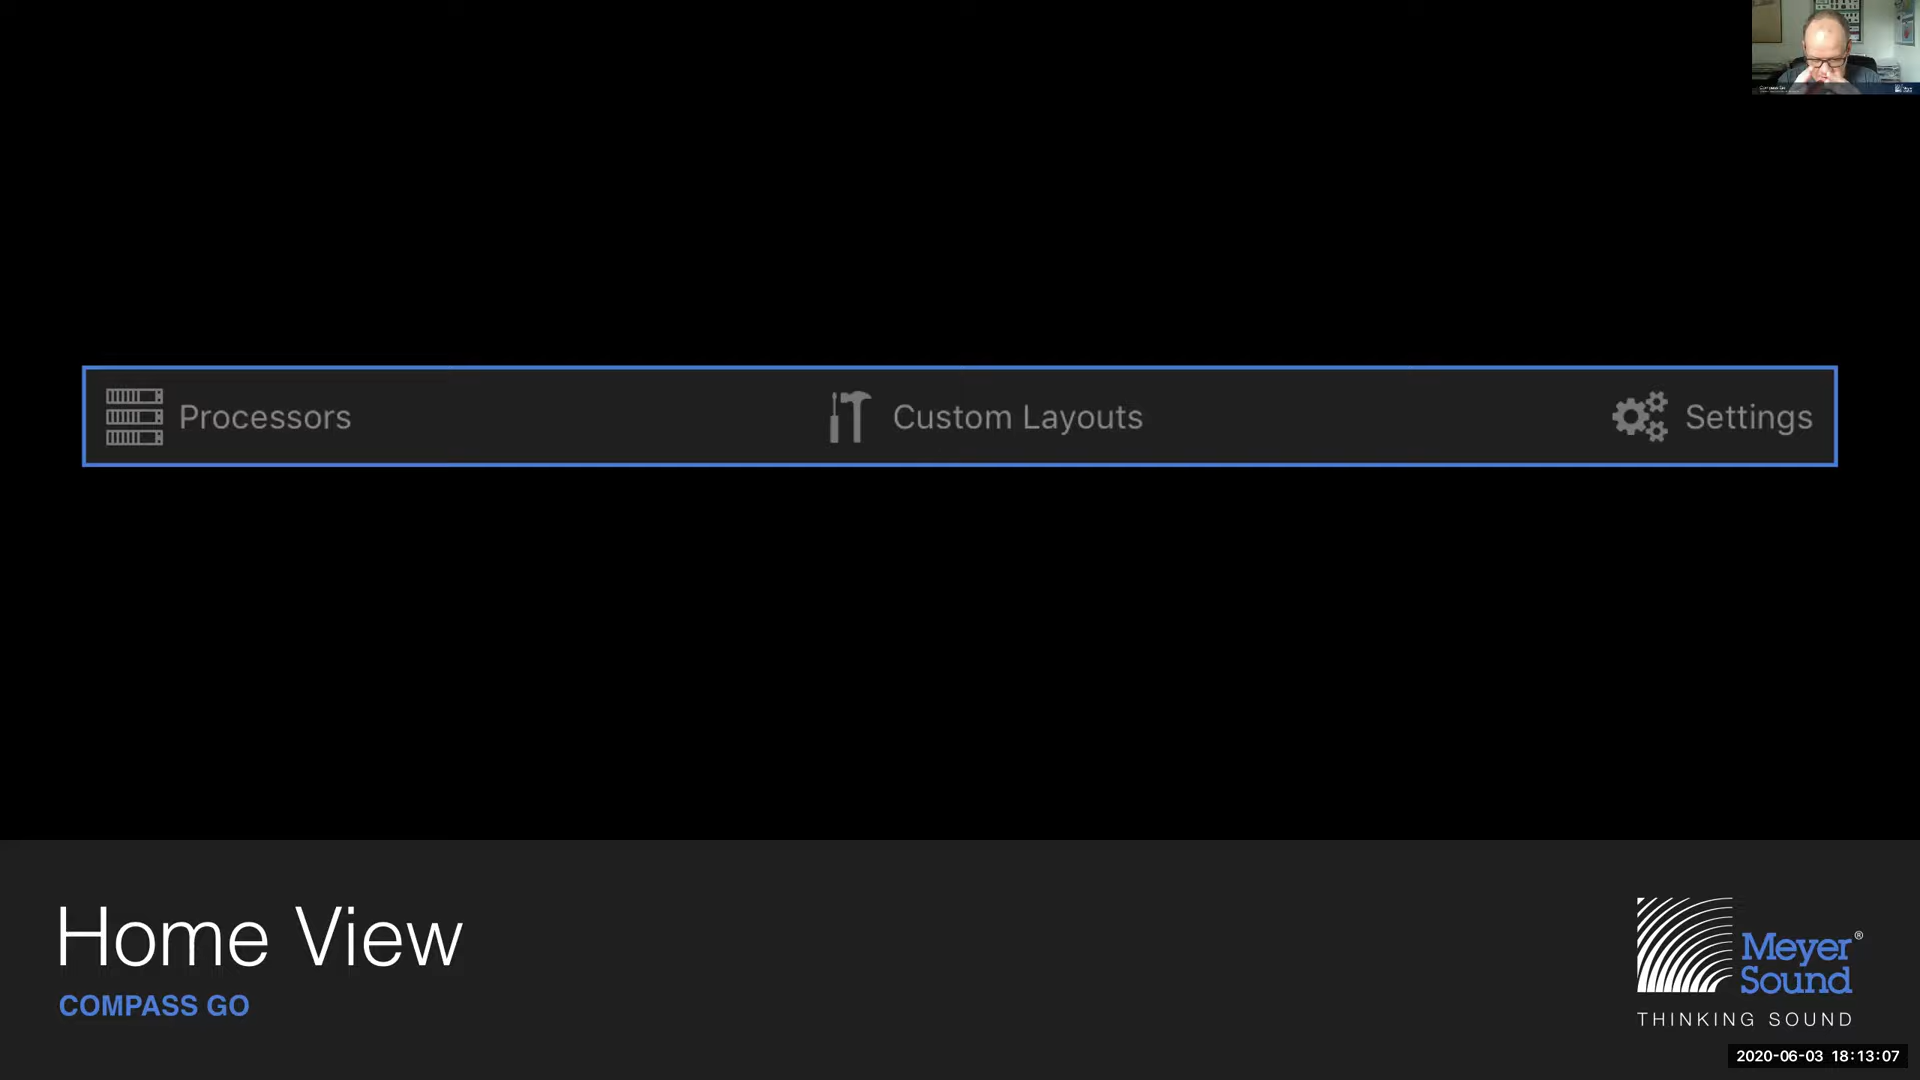 Processors
Custom Layouts
Settings
Home View
COMPASS GO
Meyer®
Sound
THINKING SOUND
2020-06-03 18:13:07